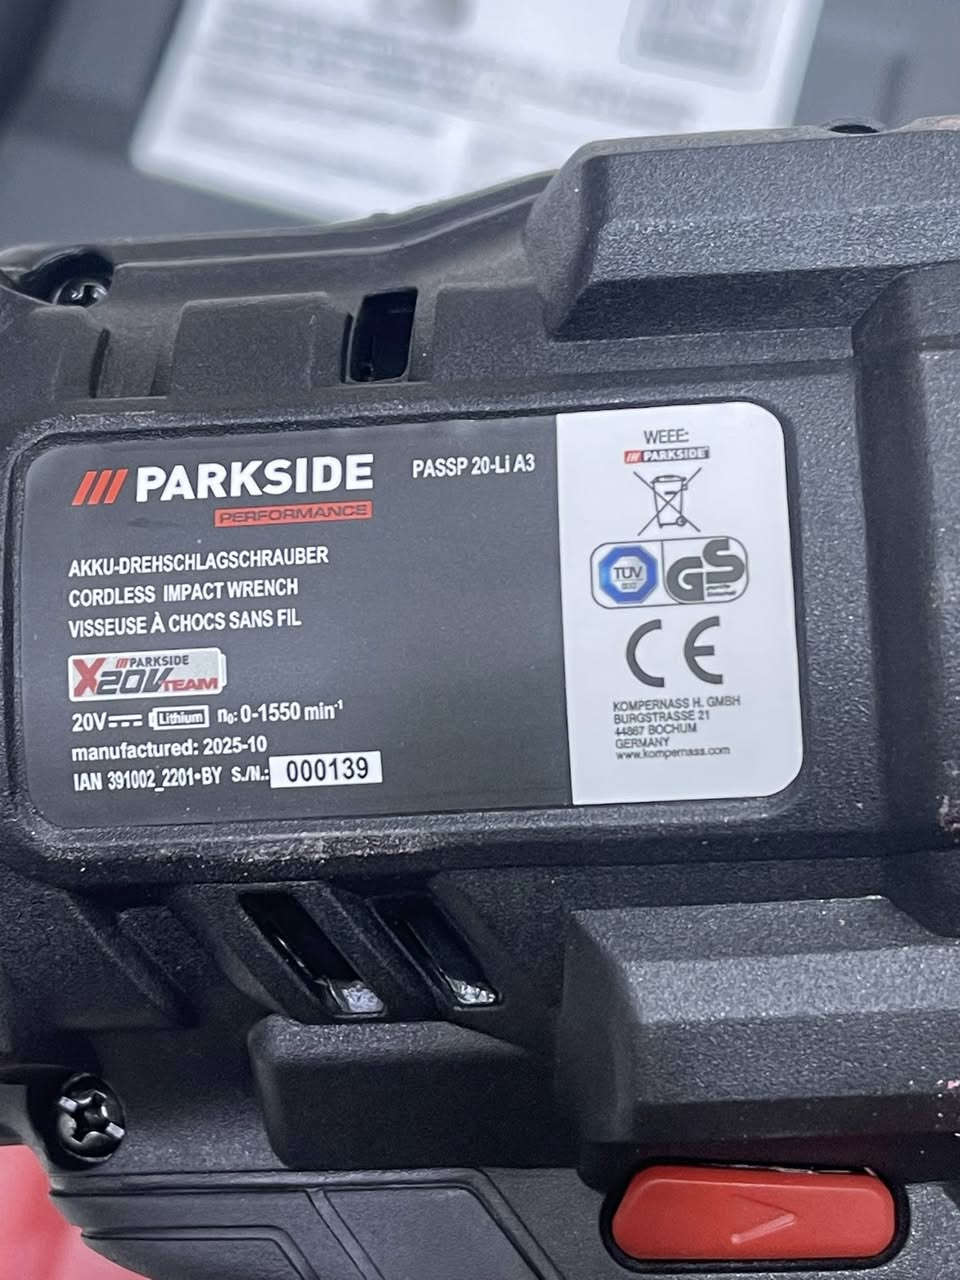 PARKSIDE
PERFORMANCE
PASSP 20-Li A3
AKKU-DREHSCHLAGSCHRAUBER
CORDLESS IMPACT WRENCH
VISSEUSE À CHOCS SANS FIL
PARKSIDE
X20V TEAM
20V Lithium n₀: 0-1550 min⁻¹
manufactured: 2025-10
IAN 391002_2201•BY S./N.: 000139
WEEE:
PARKSIDE
TÜV
SÜD
GS
CE
KOMPERNASS H. GMBH
BURGSTRASSE 21
44867 BOCHUM
GERMANY
www.kompernass.com